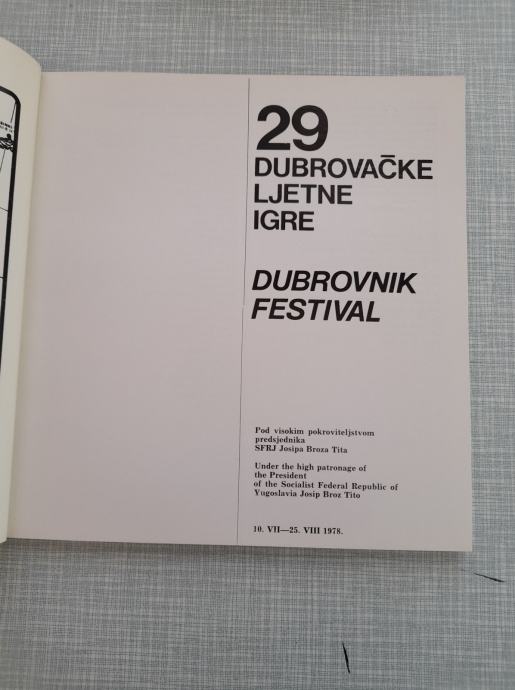 29
DUBROVAČKE
LJETNE
IGRE
DUBROVNIK
FESTIVAL
Pod visokim pokroviteljstvom
predsjednika
SFRJ Josipa Broza Tita
Under the high patronage of
the President
of the Socialist Federal Republic of
Yugoslavia Josip Broz Tito
10. VII—25. VIII 1978.